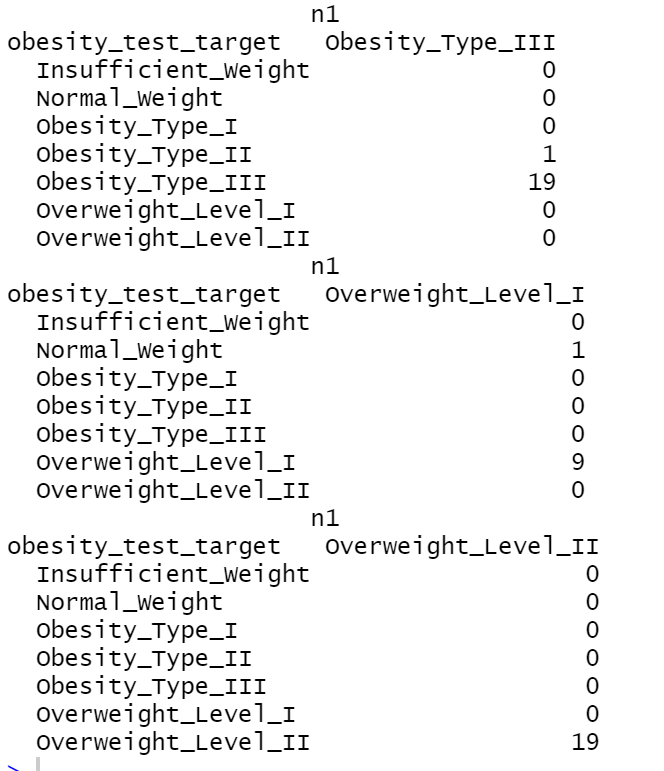 n1
obesity_test_target Obesity_Type_III
Insufficient_Weight 0
Normal_Weight 0
Obesity_Type_I 0
Obesity_Type_II 1
Obesity_Type_III 19
Overweight_Level_I 0
Overweight_Level_II 0
n1
obesity_test_target Overweight_Level_I
Insufficient_Weight 0
Normal_Weight 1
Obesity_Type_I 0
Obesity_Type_II 0
Obesity_Type_III 0
Overweight_Level_I 9
Overweight_Level_II 0
n1
obesity_test_target Overweight_Level_II
Insufficient_Weight 0
Normal_Weight 0
Obesity_Type_I 0
Obesity_Type_II 0
Obesity_Type_III 0
Overweight_Level_I 0
Overweight_Level_II 19
>